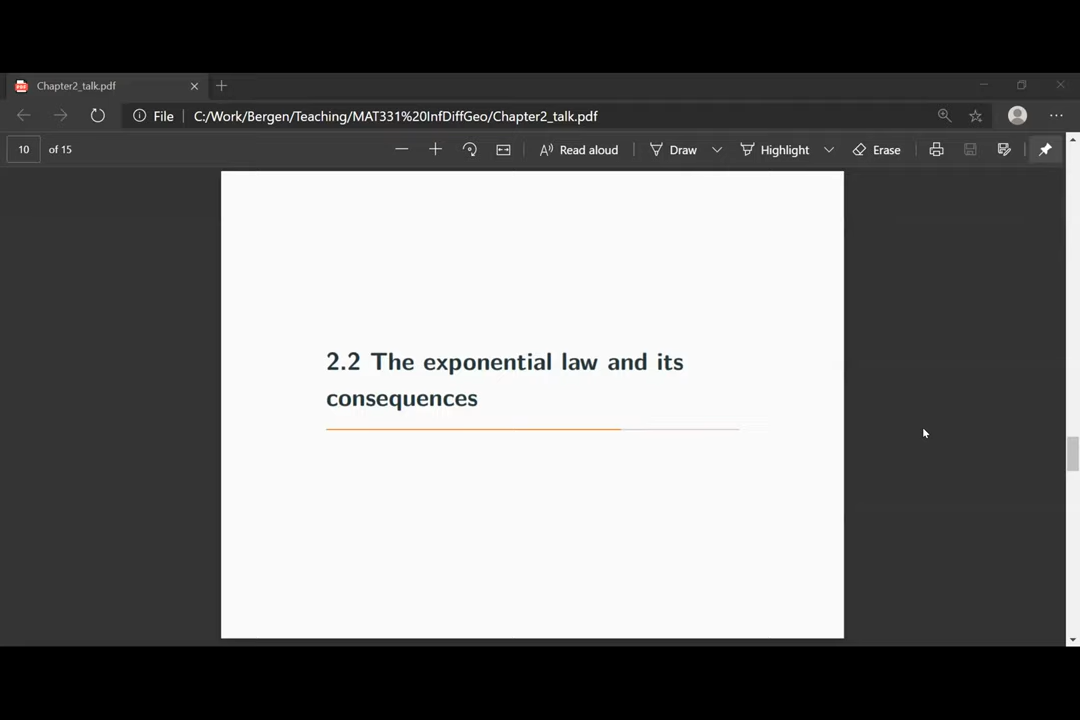 Chapter2_talk.pdf
File C:/Work/Bergen/Teaching/MAT331%20InfDiffGeo/Chapter2_talk.pdf
10 of 15 Read aloud Draw Highlight Erase
2.2 The exponential law and its
consequences